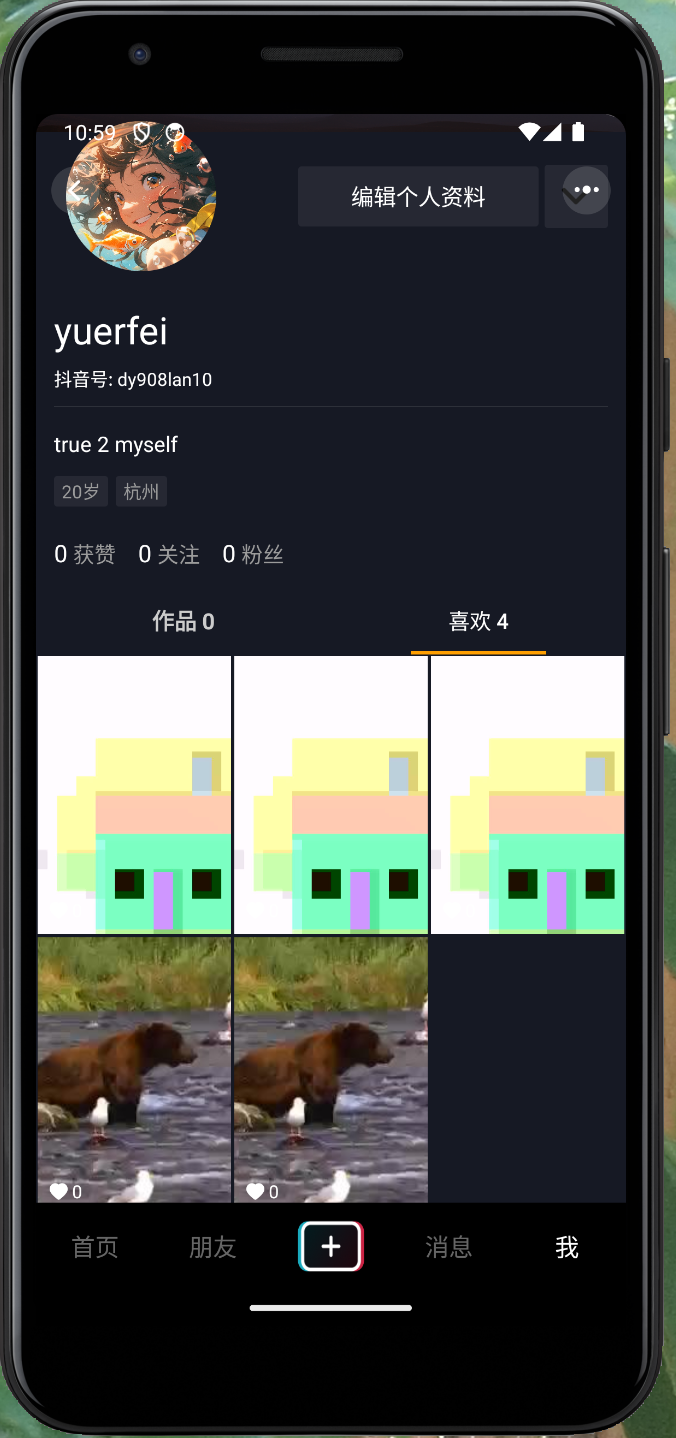 10:59
编辑个人资料
yuerfei
抖音号: dy908lan10
true 2 myself
20岁 杭州
0 获赞 0 关注 0 粉丝
作品 0 喜欢 4
0 0
首页 朋友 消息 我